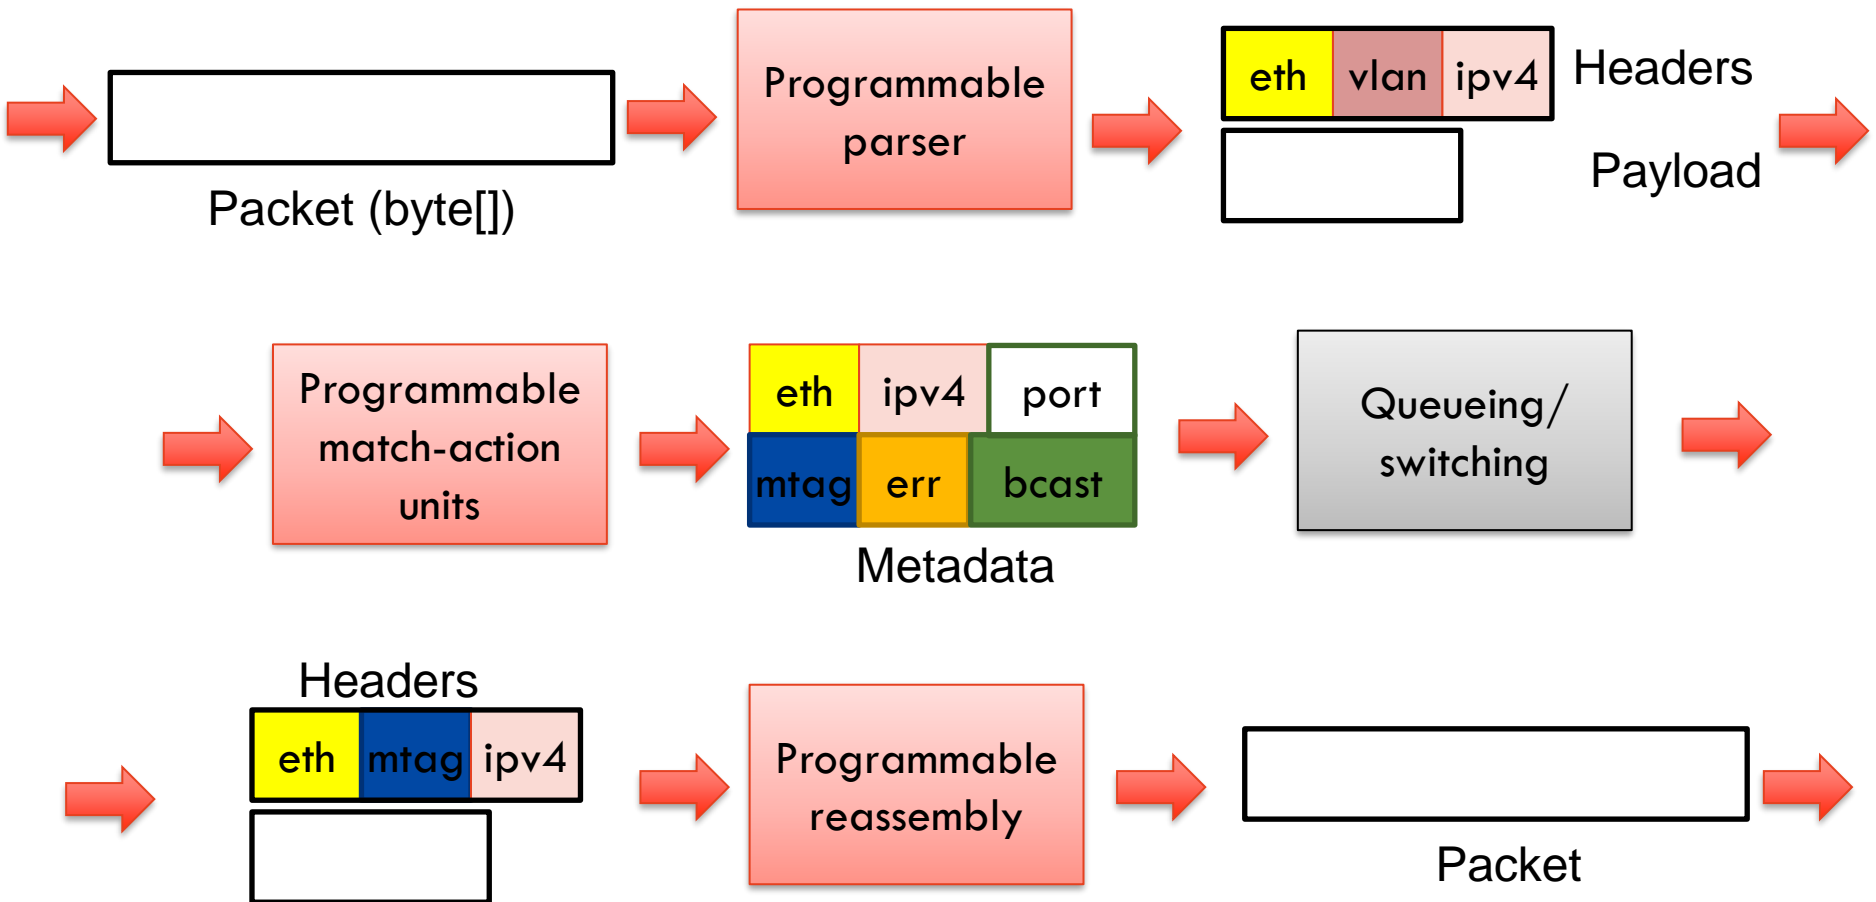 Packet (byte[])
Programmable
parser
eth vlan ipv4
Headers
Payload
Programmable
match-action
units
eth ipv4 port
mtag err bcast
Metadata
Queueing/
switching
Headers
eth mtag ipv4
Programmable
reassembly
Packet